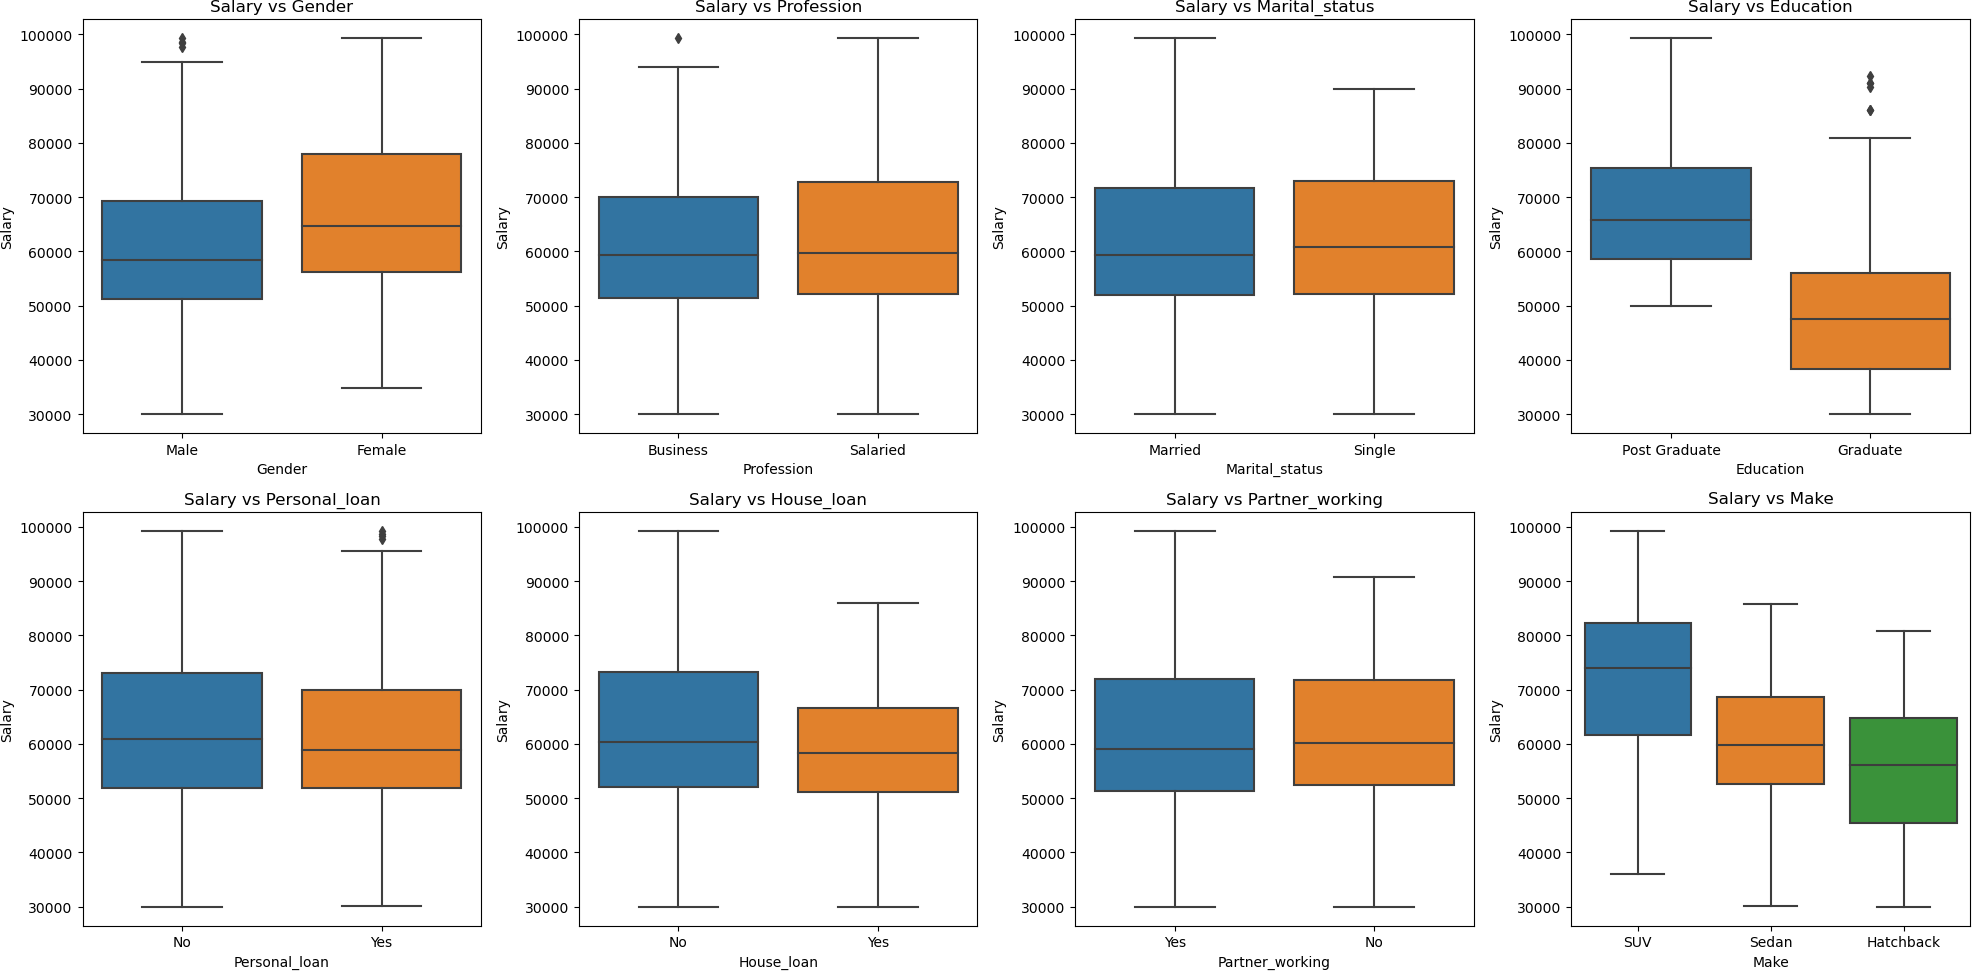 Salary vs Gender
Salary
100000
90000
80000
70000
60000
50000
40000
30000
Male Female
Gender
Salary vs Profession
Salary
100000
90000
80000
70000
60000
50000
40000
30000
Business Salaried
Profession
Salary vs Marital_status
Salary
100000
90000
80000
70000
60000
50000
40000
30000
Married Single
Marital_status
Salary vs Education
Salary
100000
90000
80000
70000
60000
50000
40000
30000
Post Graduate Graduate
Education
Salary vs Personal_loan
Salary
100000
90000
80000
70000
60000
50000
40000
30000
No Yes
Personal_loan
Salary vs House_loan
Salary
100000
90000
80000
70000
60000
50000
40000
30000
No Yes
House_loan
Salary vs Partner_working
Salary
100000
90000
80000
70000
60000
50000
40000
30000
Yes No
Partner_working
Salary vs Make
Salary
100000
90000
80000
70000
60000
50000
40000
30000
SUV Sedan Hatchback
Make